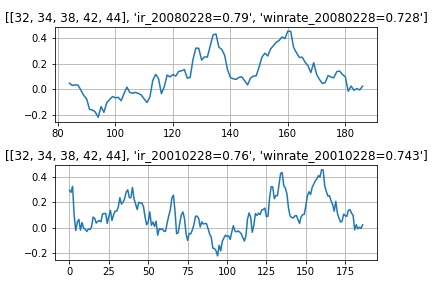 [[32, 34, 38, 42, 44], 'ir_20080228=0.79', 'winrate_20080228=0.728']
0.4
0.2
0.0
−0.2
80 100 120 140 160 180
[[32, 34, 38, 42, 44], 'ir_20010228=0.76', 'winrate_20010228=0.743']
0.4
0.2
0.0
−0.2
0 25 50 75 100 125 150 175